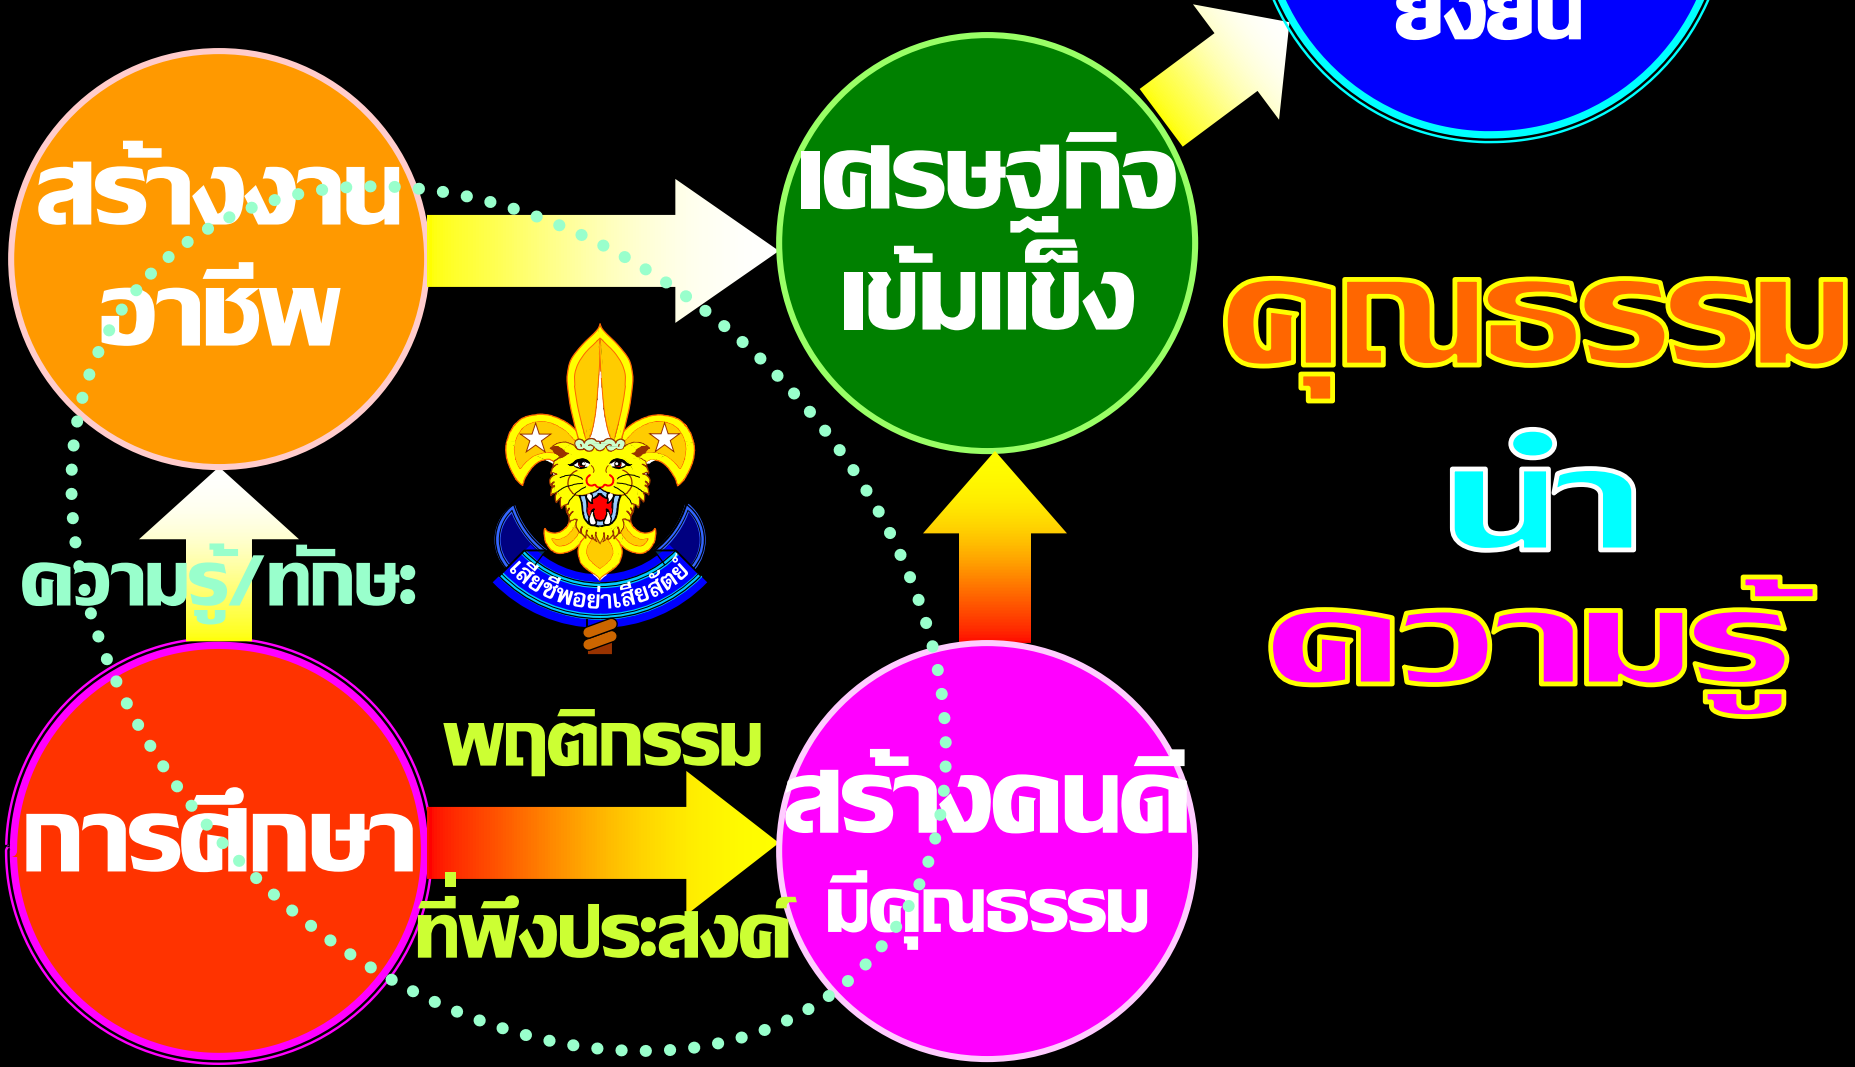 สร้างงาน
อาชีพ
เศรษฐกิจ
เข้มแข็ง
คุณธรรม
นำ
ความรู้
ความรู้/ทักษะ
เสียชีพอย่าเสียสัตย์
การศึกษา
พฤติกรรม
ที่พึงประสงค์
สร้างคนดี
มีคุณธรรม